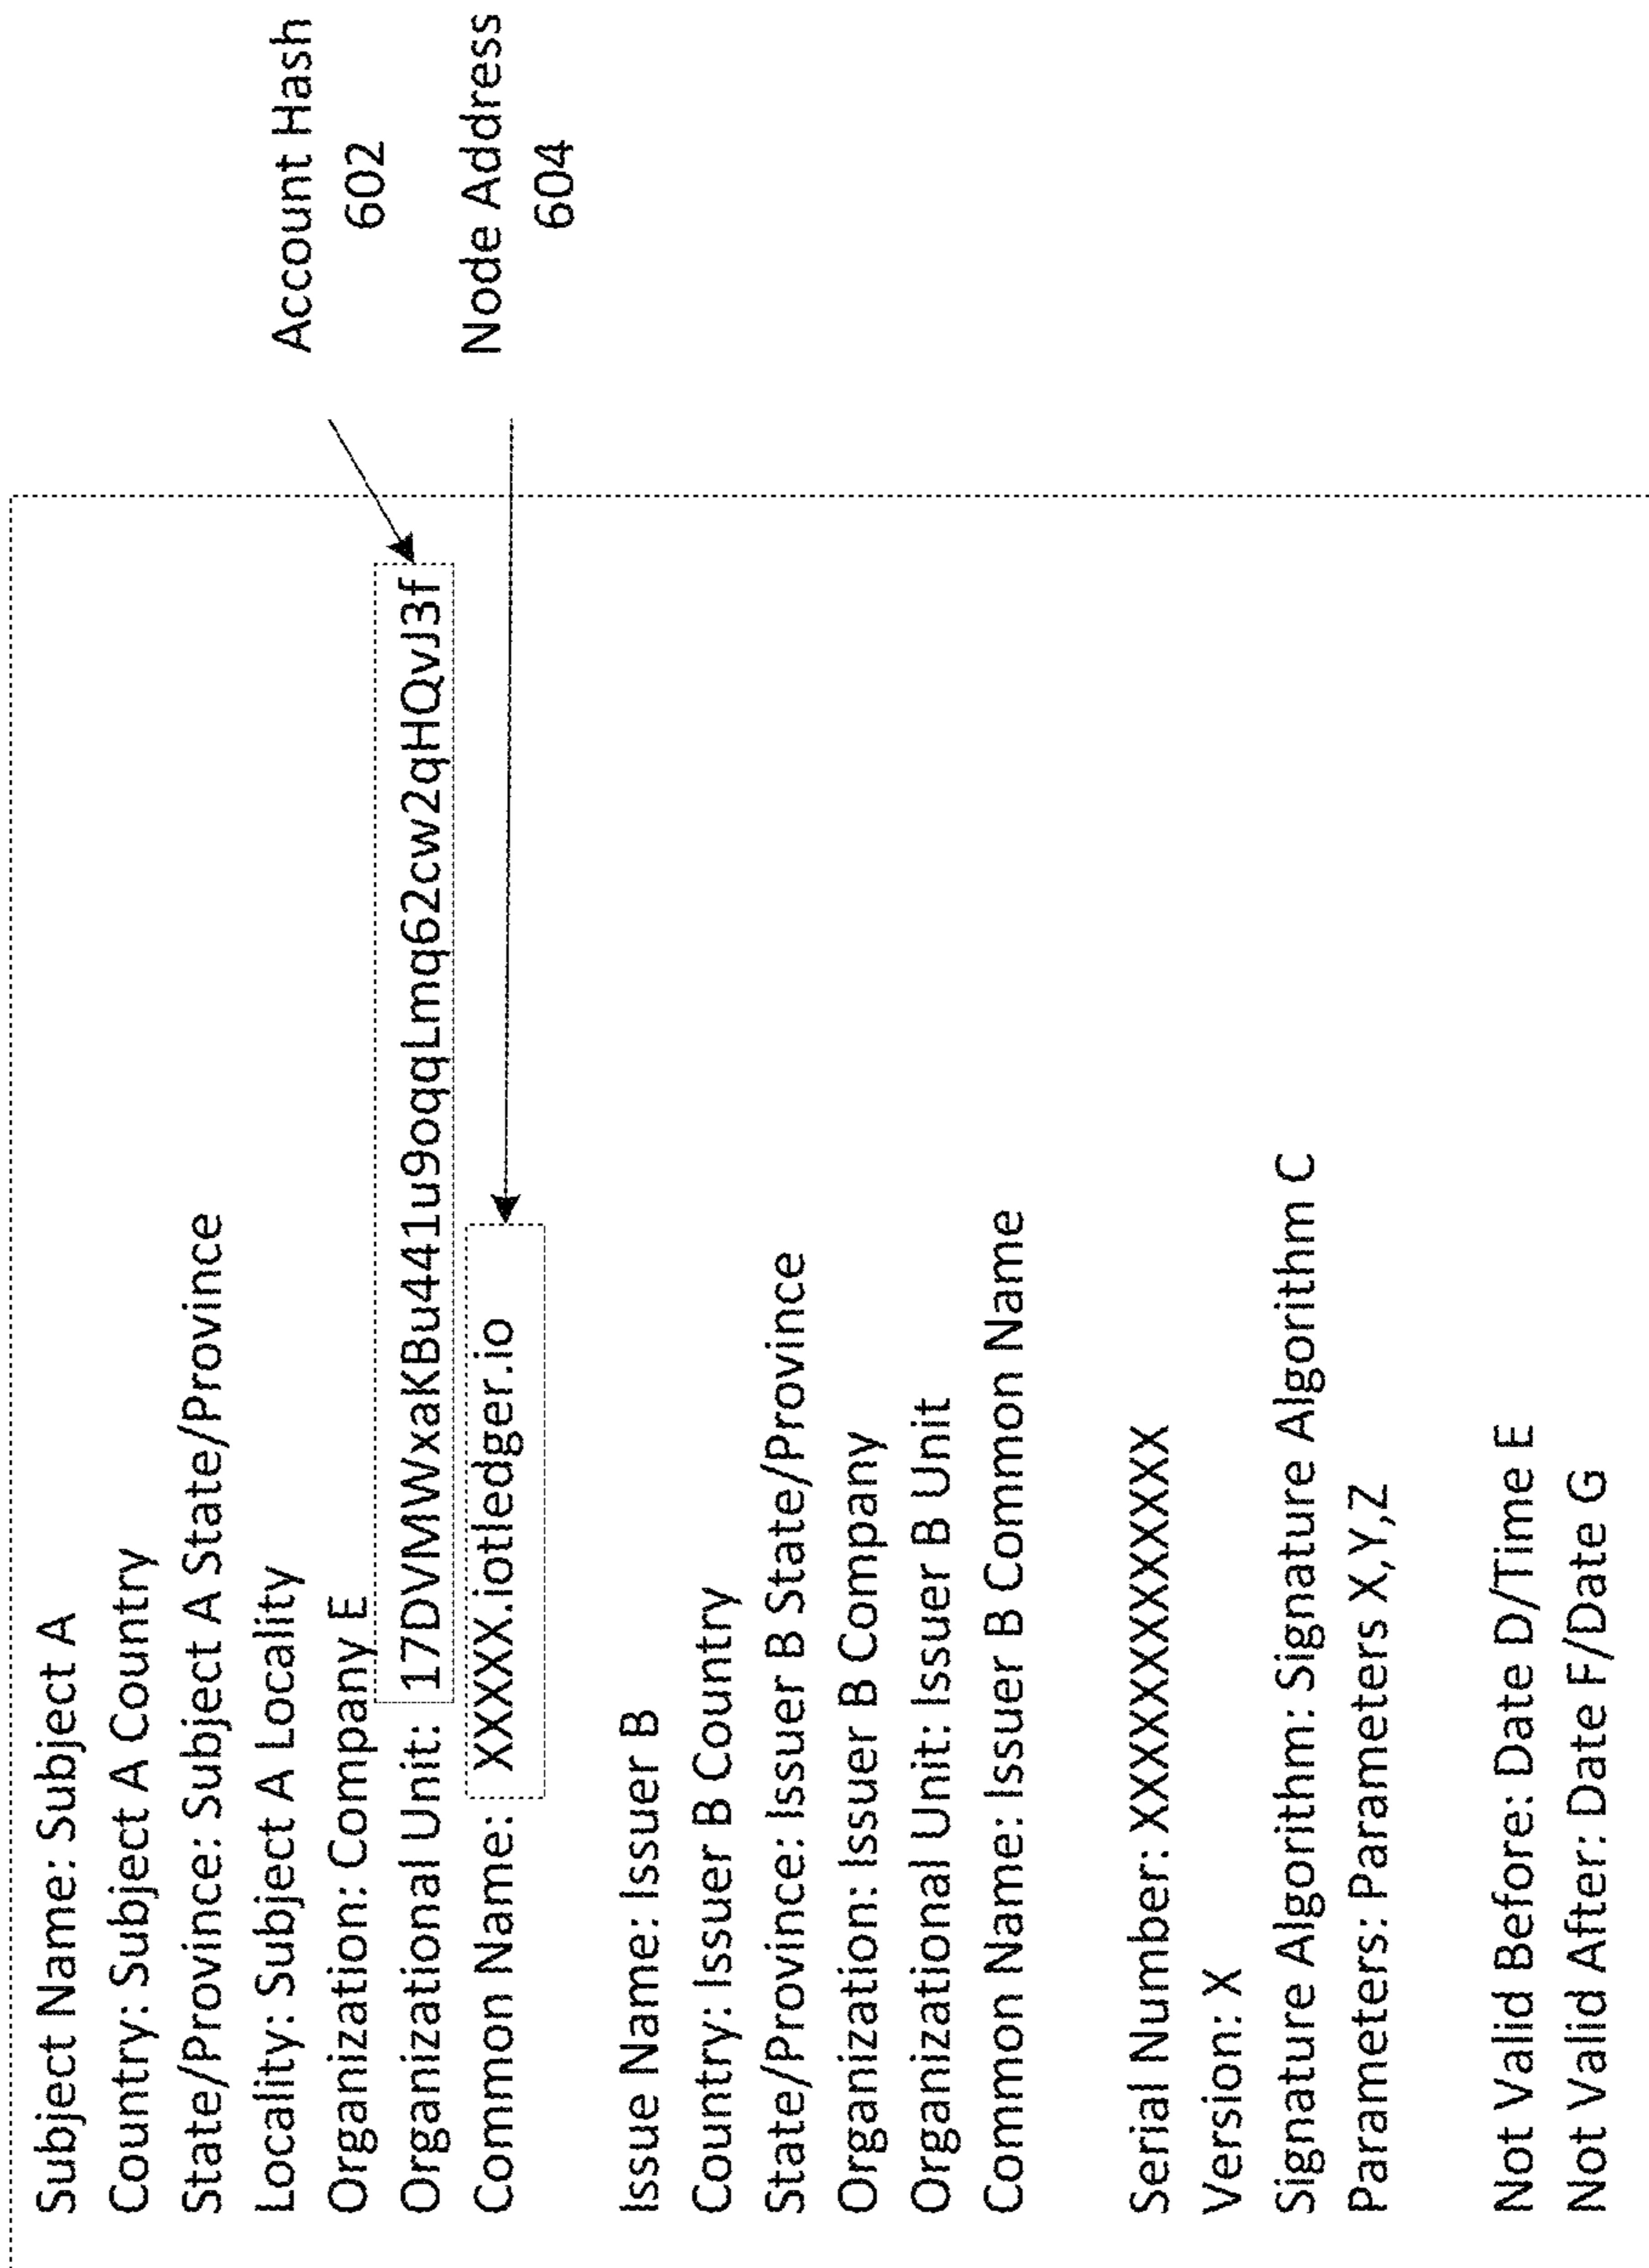 Subject Name: Subject A
Country: Subject A Country
State/Province: Subject A State/Province
Locality: Subject A Locality
Organization: Company E
Organizational Unit: 17DVMWxaKBu441u9oqqLmq62cw2qHQvJ3f
Common Name: XXXXX.iotledger.io
Account Hash
602
Node Address
604
Issue Name: Issuer B
Country: Issuer B Country
State/Province: Issuer B State/Province
Organization: Issuer B Company
Organizational Unit: Issuer B Unit
Common Name: Issuer B Common Name
Serial Number: XXXXXXXXXXXXX
Version: X
Signature Algorithm: Signature Algorithm C
Parameters: Parameters X,Y,Z
Not Valid Before: Date D/Time E
Not Valid After: Date F/Date G